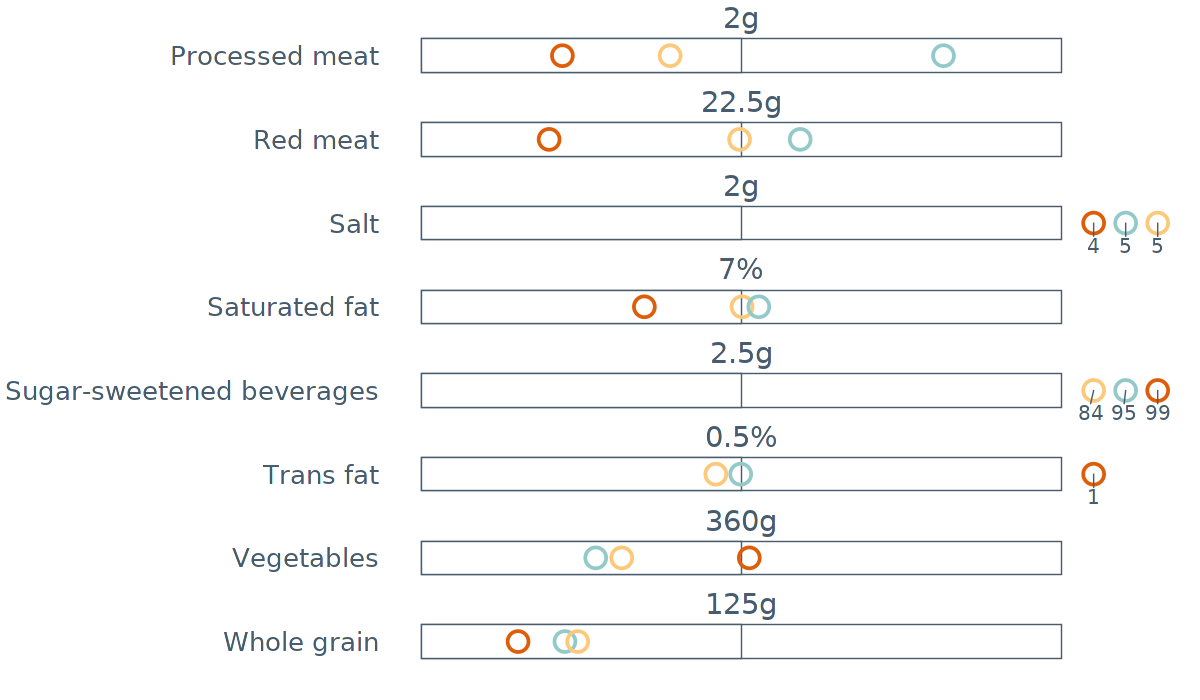 2g
Processed meat
22.5g
Red meat
2g
Salt
4 5 5
7%
Saturated fat
2.5g
Sugar-sweetened beverages
84 95 99
0.5%
Trans fat
1
360g
Vegetables
125g
Whole grain